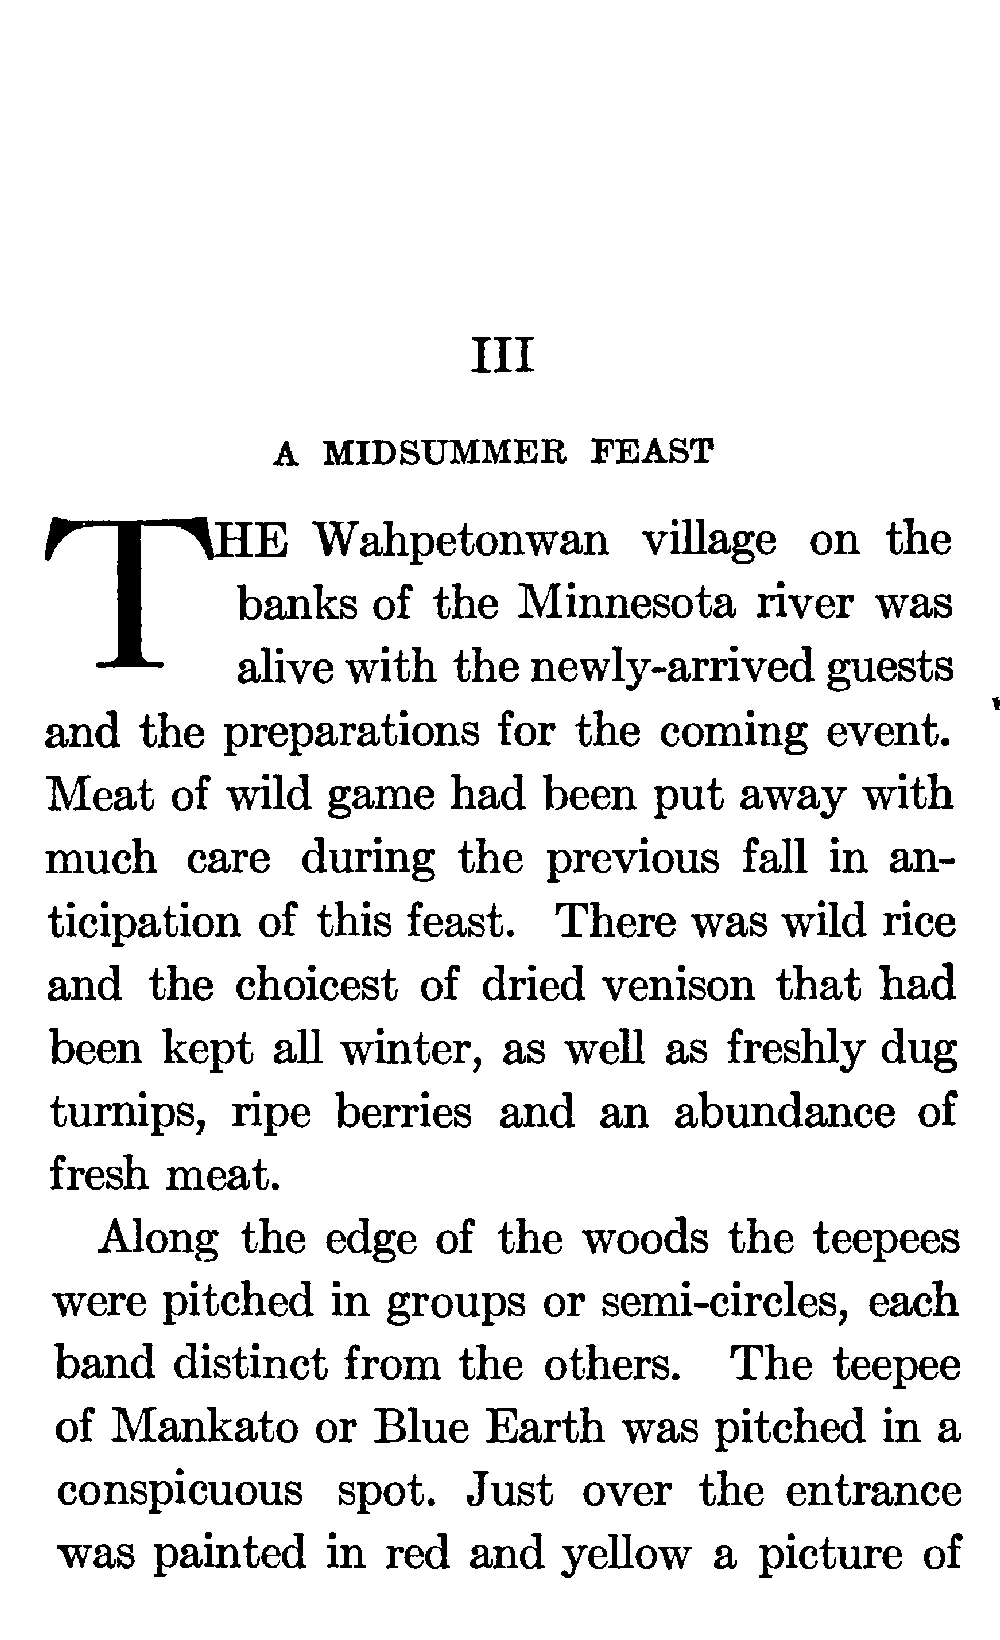 III
A MIDSUMMER FEAST
THE Wahpetonwan village on the
banks of the Minnesota river was
alive with the newly-arrived guests
and the preparations for the coming event.
Meat of wild game had been put away with
much care during the previous fall in an-
ticipation of this feast. There was wild rice
and the choicest of dried venison that had
been kept all winter, as well as freshly dug
turnips, ripe berries and an abundance of
fresh meat.
Along the edge of the woods the teepees
were pitched in groups or semi-circles, each
band distinct from the others. The teepee
of Mankato or Blue Earth was pitched in a
conspicuous spot. Just over the entrance
was painted in red and yellow a picture of